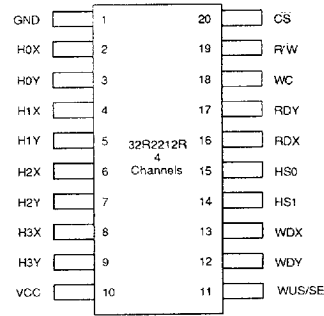 GND 1 20 C̅S̅
H0X 2 19 R/W
H0Y 3 18 WC
H1X 4 17 RDY
H1Y 5 16 RDX
32R2212R
4
Channels
H2X 6 15 HS0
H2Y 7 14 HS1
H3X 8 13 WDX
H3Y 9 12 WDY
VCC 10 11 WUS/SE